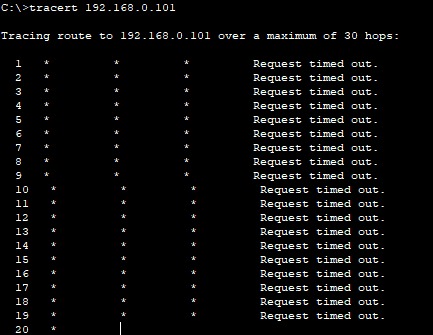 C:\>tracert 192.168.0.101
Tracing route to 192.168.0.101 over a maximum of 30 hops:
1 * * * Request timed out.
2 * * * Request timed out.
3 * * * Request timed out.
4 * * * Request timed out.
5 * * * Request timed out.
6 * * * Request timed out.
7 * * * Request timed out.
8 * * * Request timed out.
9 * * * Request timed out.
10 * * * Request timed out.
11 * * * Request timed out.
12 * * * Request timed out.
13 * * * Request timed out.
14 * * * Request timed out.
15 * * * Request timed out.
16 * * * Request timed out.
17 * * * Request timed out.
18 * * * Request timed out.
19 * * * Request timed out.
20 *